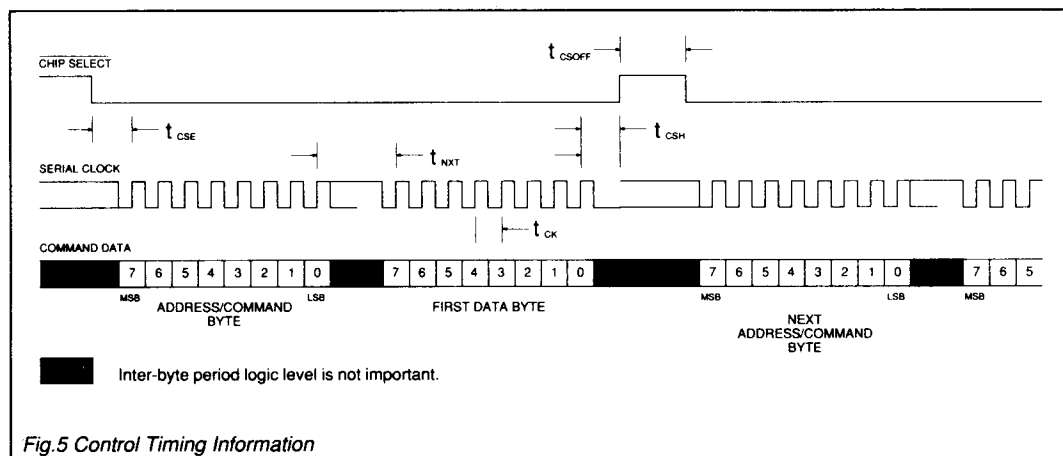 t CSOFF
CHIP SELECT
t CSE
t CSH
t NXT
SERIAL CLOCK
t CK
COMMAND DATA
7 6 5 4 3 2 1 0 7 6 5 4 3 2 1 0 7 6 5 4 3 2 1 0 7 6 5
MSB LSB MSB LSB MSB
ADDRESS/COMMAND
BYTE
FIRST DATA BYTE
NEXT
ADDRESS/COMMAND
BYTE
Inter-byte period logic level is not important.
Fig.5 Control Timing Information